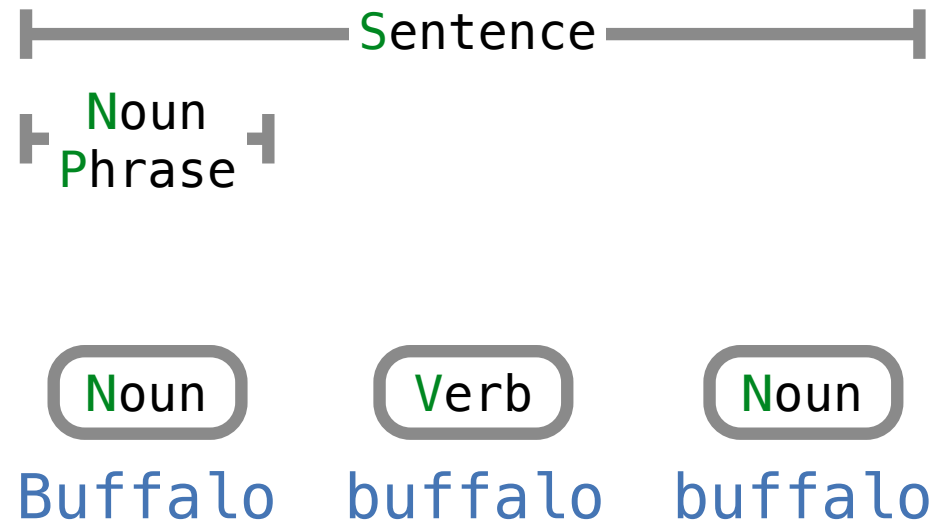 Sentence
Noun
Phrase
Noun Verb Noun
Buffalo buffalo buffalo